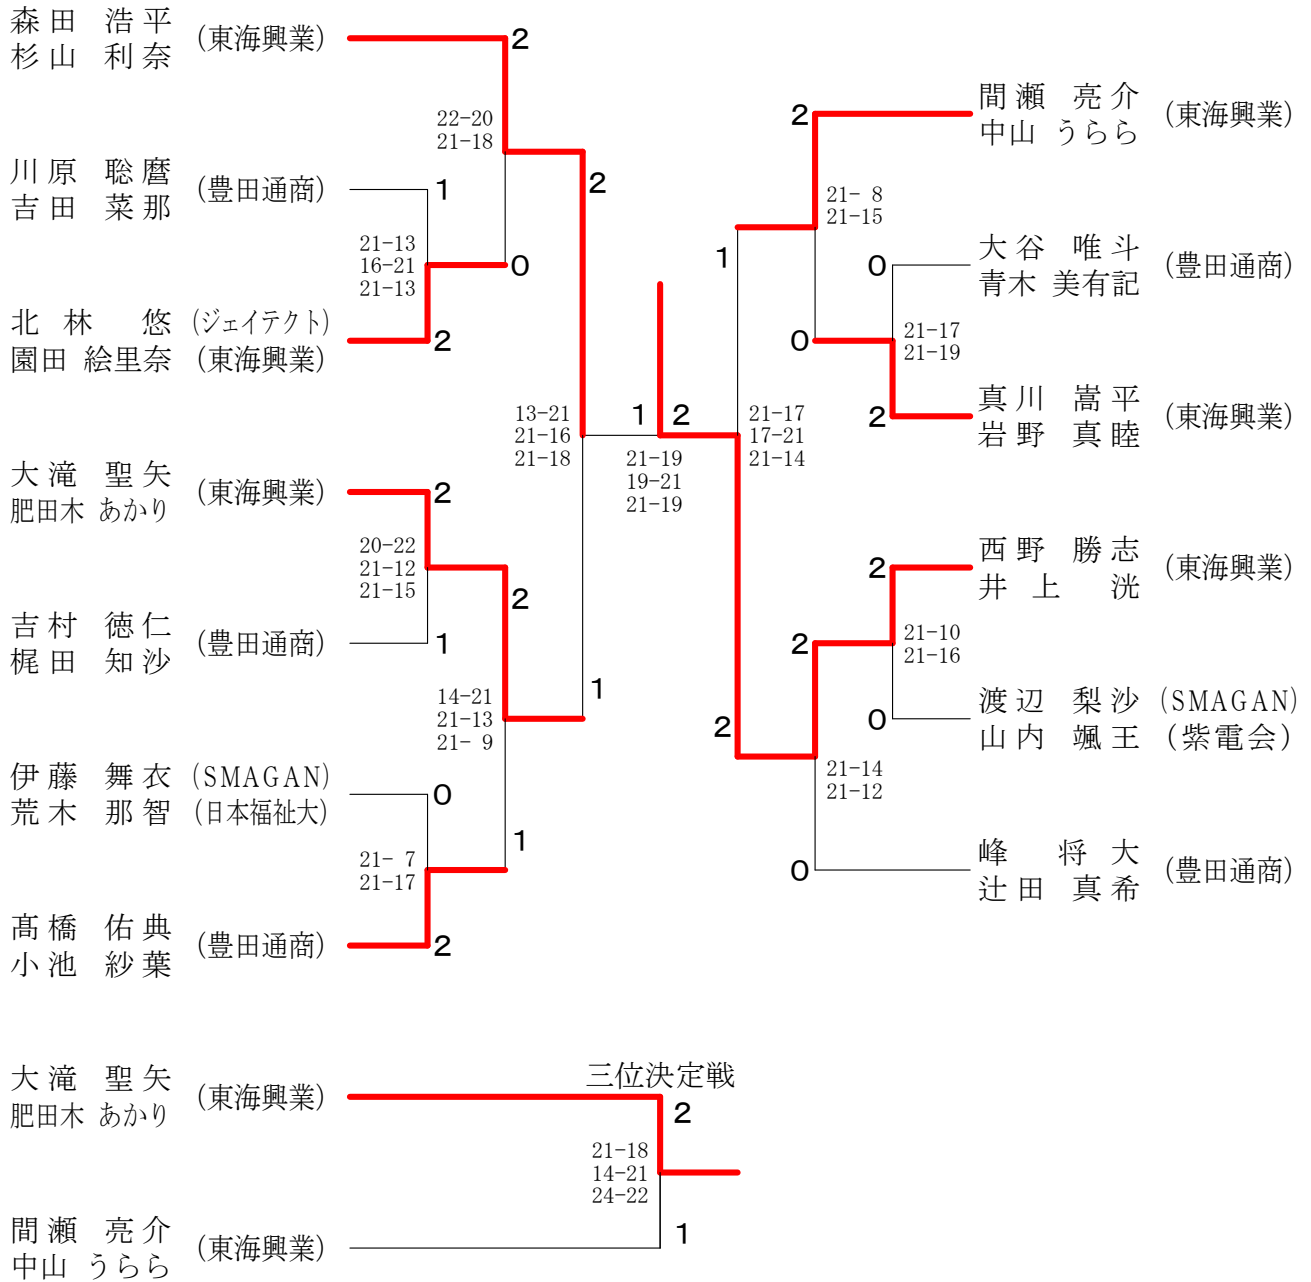 森田 浩平 (東海興業)
杉山 利奈
2
22-20
21-18
川原 聡麿 (豊田通商)
吉田 菜那
1
21-13
16-21
21-13
0
北林 悠 (ジェイテクト)
園田 絵里奈 (東海興業)
2
2
13-21
21-16
21-18
大滝 聖矢 (東海興業)
肥田木 あかり
2
20-22
21-12
21-15
2
吉村 徳仁 (豊田通商)
梶田 知沙
1
14-21
21-13
21- 9
1
伊藤 舞衣 (SMAGAN)
荒木 那智 (日本福祉大)
0
21- 7
21-17
1
髙橋 佑典 (豊田通商)
小池 紗葉
2
1 2
21-19
19-21
21-19
間瀬 亮介 (東海興業)
中山 うらら
2
21- 8
21-15
1
大谷 唯斗 (豊田通商)
青木 美有記
0
21-17
21-19
0
真川 嵩平 (東海興業)
岩野 真睦
2
21-17
17-21
21-14
西野 勝志 (東海興業)
井上 洸
2
21-10
21-16
2
渡辺 梨沙 (SMAGAN)
山内 颯王 (紫電会)
0
2
21-14
21-12
峰 将大 (豊田通商)
辻田 真希
0
三位決定戦
大滝 聖矢 (東海興業)
肥田木 あかり
2
21-18
14-21
24-22
間瀬 亮介 (東海興業)
中山 うらら
1